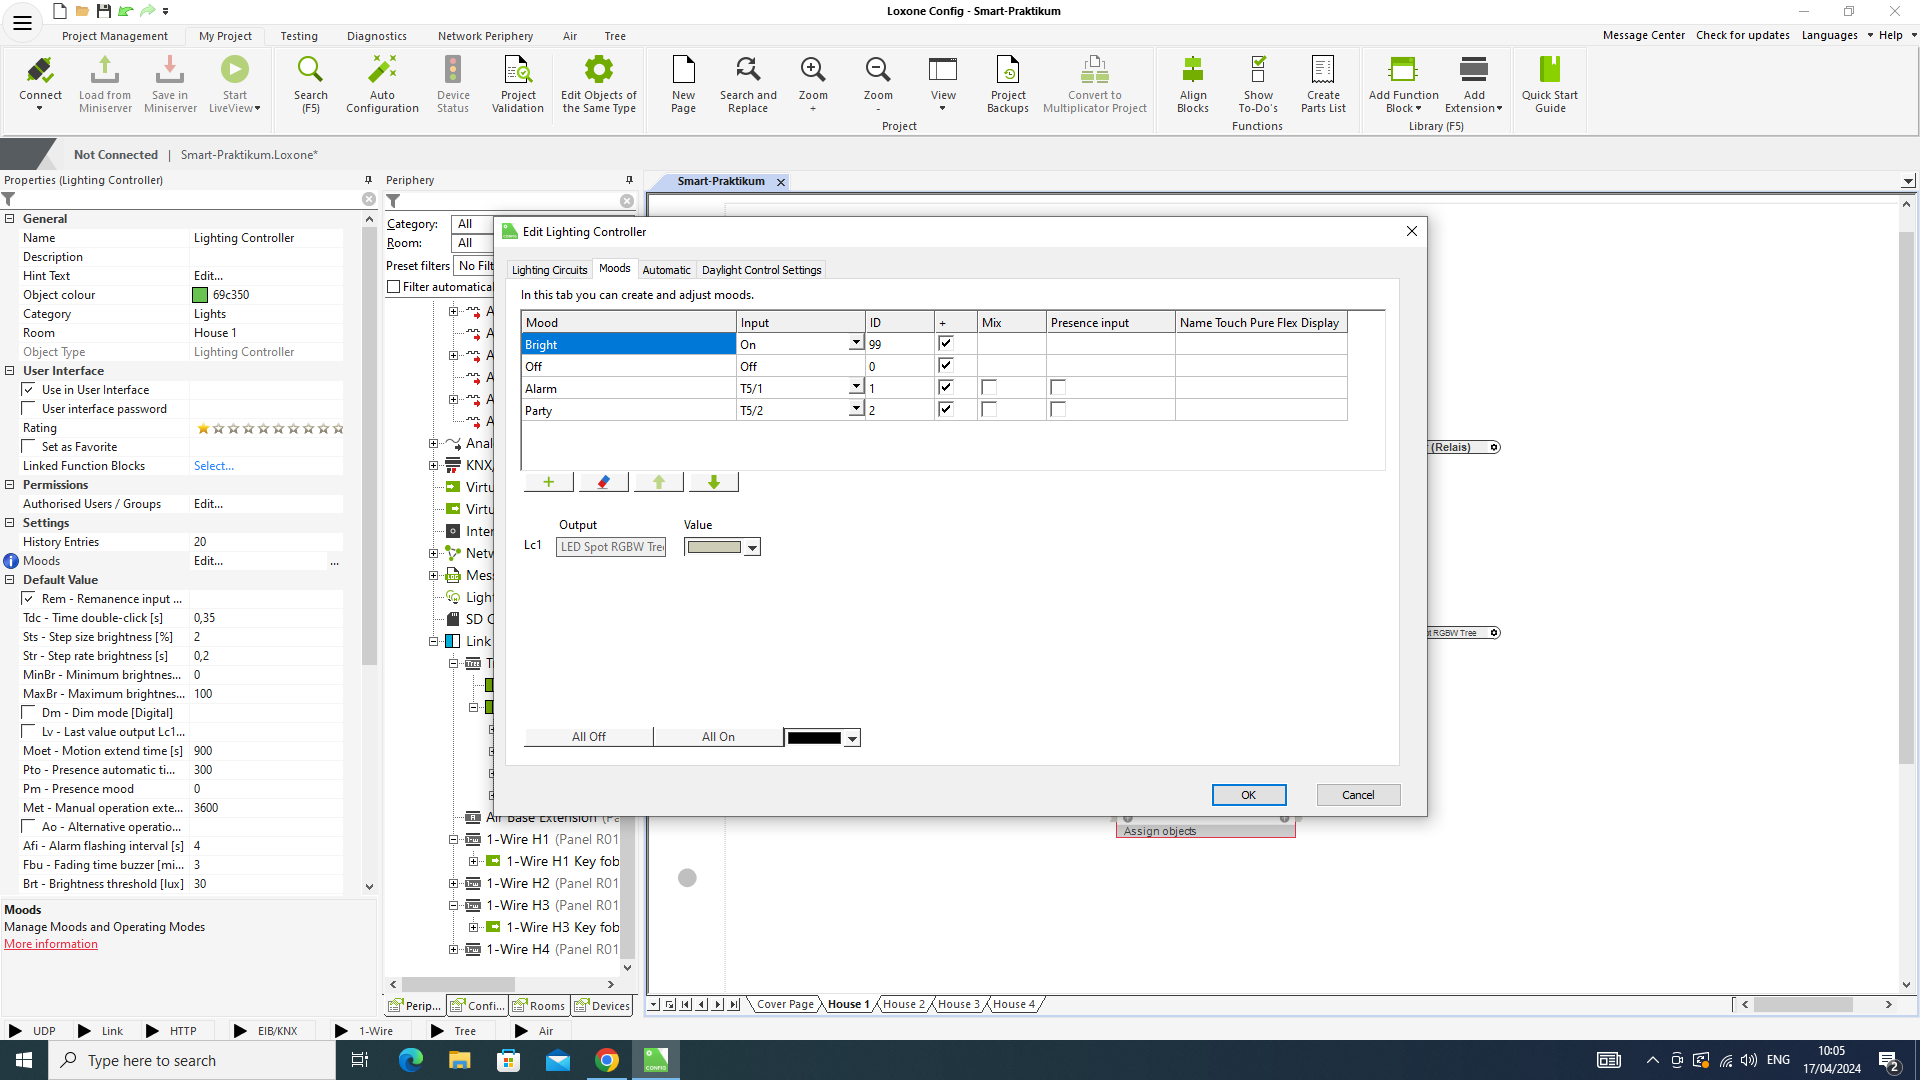 Loxone Config - Smart-Praktikum
Project Management
My Project
Testing
Diagnostics
Network Periphery
Air
Tree
Message Center
Check for updates
Languages
Help
Connect
Load from Miniserver
Save in Miniserver
Start LiveView
Search (F5)
Auto Configuration
Device Status
Project Validation
Edit Objects of the Same Type
New Page
Search and Replace
Zoom +
Zoom -
View
Project Backups
Convert to Multiplicator Project
Align Blocks
Show To-Do's
Create Parts List
Add Function Block
Add Extension
Quick Start Guide
Project
Functions
Library (F5)
Not Connected | Smart-Praktikum.Loxone*
Properties (Lighting Controller)
General
Name Lighting Controller
Description
Hint Text Edit...
Object colour 69c350
Category Lights
Room House 1
Object Type Lighting Controller
User Interface
Use in User Interface
User interface password
Rating
Set as Favorite
Linked Function Blocks Select...
Permissions
Authorised Users / Groups Edit...
Settings
History Entries 20
Moods Edit... ...
Default Value
Rem - Remanence input ...
Tdc - Time double-click [s] 0,35
Sts - Step size brightness [%] 2
Str - Step rate brightness [s] 0,2
MinBr - Minimum brightnes... 0
MaxBr - Maximum brightnes... 100
Dm - Dim mode [Digital]
Lv - Last value output Lc1...
Moet - Motion extend time [s] 900
Pto - Presence automatic ti... 300
Pm - Presence mood 0
Met - Manual operation exte... 3600
Ao - Alternative operatio...
Afi - Alarm flashing interval [s] 4
Fbu - Fading time buzzer [mi... 3
Brt - Brightness threshold [lux] 30
Moods
Manage Moods and Operating Modes
More information
Periphery
Category: All
Room: All
Preset filters No Filt
Filter automatica
Anal
KNX
Virtu
Virtu
Inter
Netw
Mess
Light
SD C
Link
Air Base Extension (Pa
1-Wire H1 (Panel R01
1-Wire H1 Key fob
1-Wire H2 (Panel R01
1-Wire H3 (Panel R01
1-Wire H3 Key fob
1-Wire H4 (Panel R01
Perip...
Confi...
Rooms
Devices
Smart-Praktikum
Edit Lighting Controller
Lighting Circuits
Moods
Automatic
Daylight Control Settings
In this tab you can create and adjust moods.
Mood Input ID + Mix Presence input Name Touch Pure Flex Display
Bright On 99
Off Off 0
Alarm T5/1 1
Party T5/2 2
Output Value
Lc1 LED Spot RGBW Tree
All Off
All On
OK
Cancel
(Relais)
t RGBW Tree
Assign objects
Cover Page
House 1
House 2
House 3
House 4
UDP
Link
HTTP
EIB/KNX
1-Wire
Tree
Air
Type here to search
CONFIG
ENG
10:05
17/04/2024
2